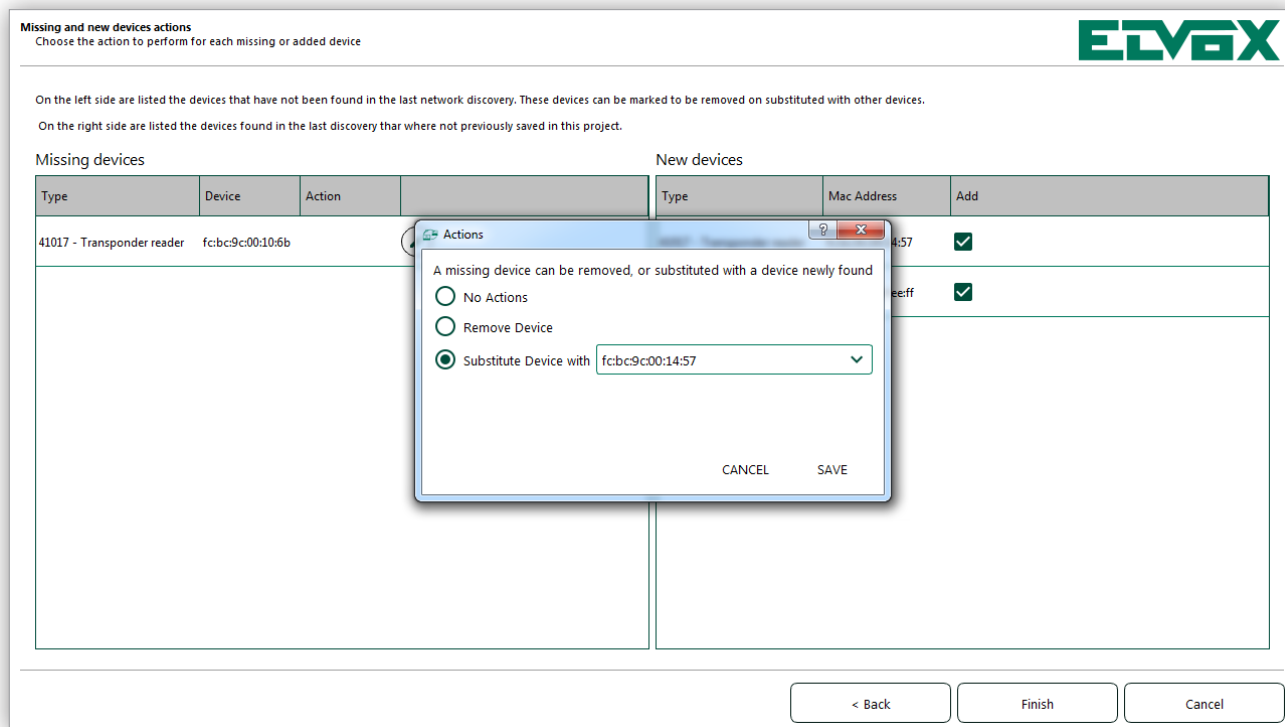 Missing and new devices actions
Choose the action to perform for each missing or added device
ELVOX
On the left side are listed the devices that have not been found in the last network discovery. These devices can be marked to be removed on substituted with other devices.
On the right side are listed the devices found in the last discovery thar where not previously saved in this project.
Missing devices
New devices
Type Device Action
Type Mac Address Add
41017 - Transponder reader fc:bc:9c:00:10:6b
4:57
ee:ff
Actions
?
A missing device can be removed, or substituted with a device newly found
No Actions
Remove Device
Substitute Device with fc:bc:9c:00:14:57
CANCEL SAVE
< Back Finish Cancel